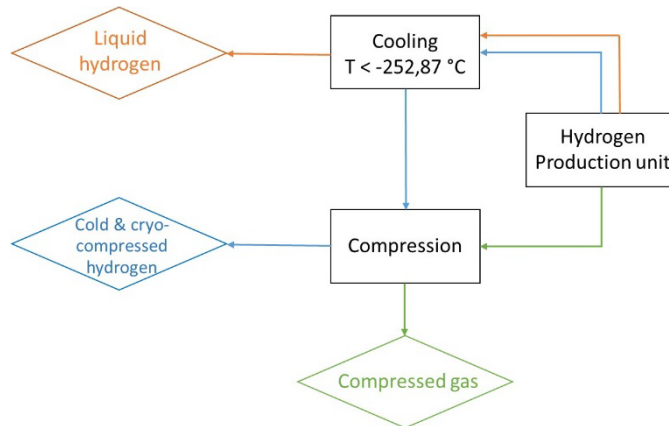 Liquid
hydrogen
Cooling
T < -252,87 °C
Hydrogen
Production unit
Cold & cryo-
compressed
hydrogen
Compression
Compressed gas